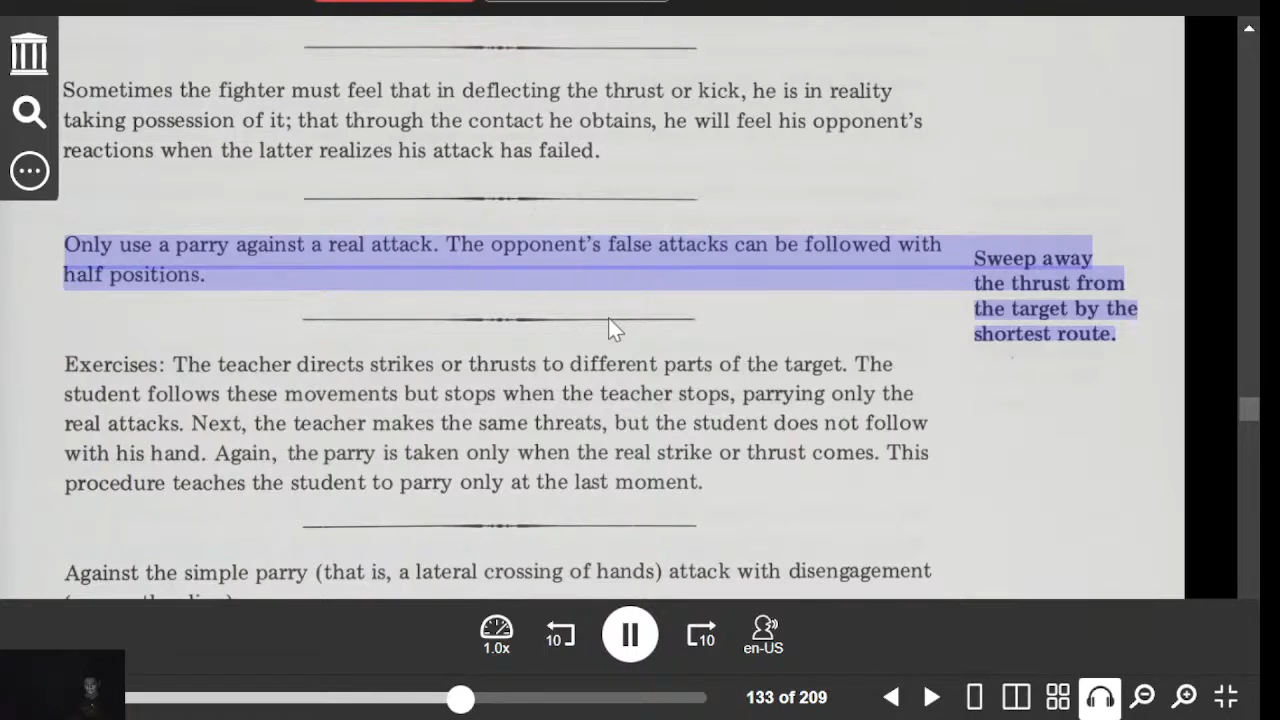 Sometimes the fighter must feel that in deflecting the thrust or kick, he is in reality
taking possession of it; that through the contact he obtains, he will feel his opponent's
reactions when the latter realizes his attack has failed.
Only use a parry against a real attack. The opponent's false attacks can be followed with
half positions.
Sweep away
the thrust from
the target by the
shortest route.
Exercises: The teacher directs strikes or thrusts to different parts of the target. The
student follows these movements but stops when the teacher stops, parrying only the
real attacks. Next, the teacher makes the same threats, but the student does not follow
with his hand. Again, the parry is taken only when the real strike or thrust comes. This
procedure teaches the student to parry only at the last moment.
Against the simple parry (that is, a lateral crossing of hands) attack with disengagement
1.0x
10
10
en-US
133 of 209